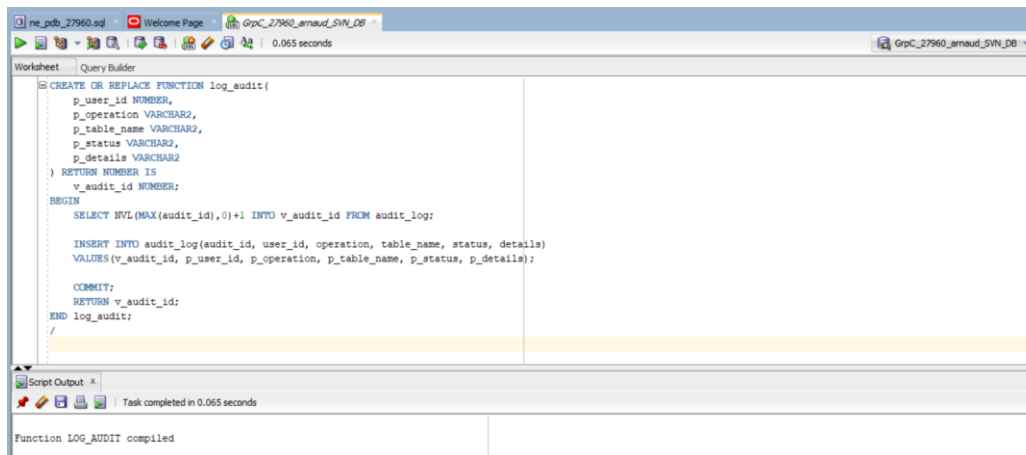 ne_pdb_27960.sql Welcome Page GrpC_27960_arnaud_SVN_DB
0.065 seconds GrpC_27960_arnaud_SVN_DB
Worksheet Query Builder
CREATE OR REPLACE FUNCTION log_audit(
    p_user_id NUMBER,
    p_operation VARCHAR2,
    p_table_name VARCHAR2,
    p_status VARCHAR2,
    p_details VARCHAR2
) RETURN NUMBER IS
    v_audit_id NUMBER;
BEGIN
    SELECT NVL(MAX(audit_id),0)+1 INTO v_audit_id FROM audit_log;
    INSERT INTO audit_log(audit_id, user_id, operation, table_name, status, details)
    VALUES(v_audit_id, p_user_id, p_operation, p_table_name, p_status, p_details);
    COMMIT;
    RETURN v_audit_id;
END log_audit;
/
Script Output x
Task completed in 0.065 seconds
Function LOG_AUDIT compiled